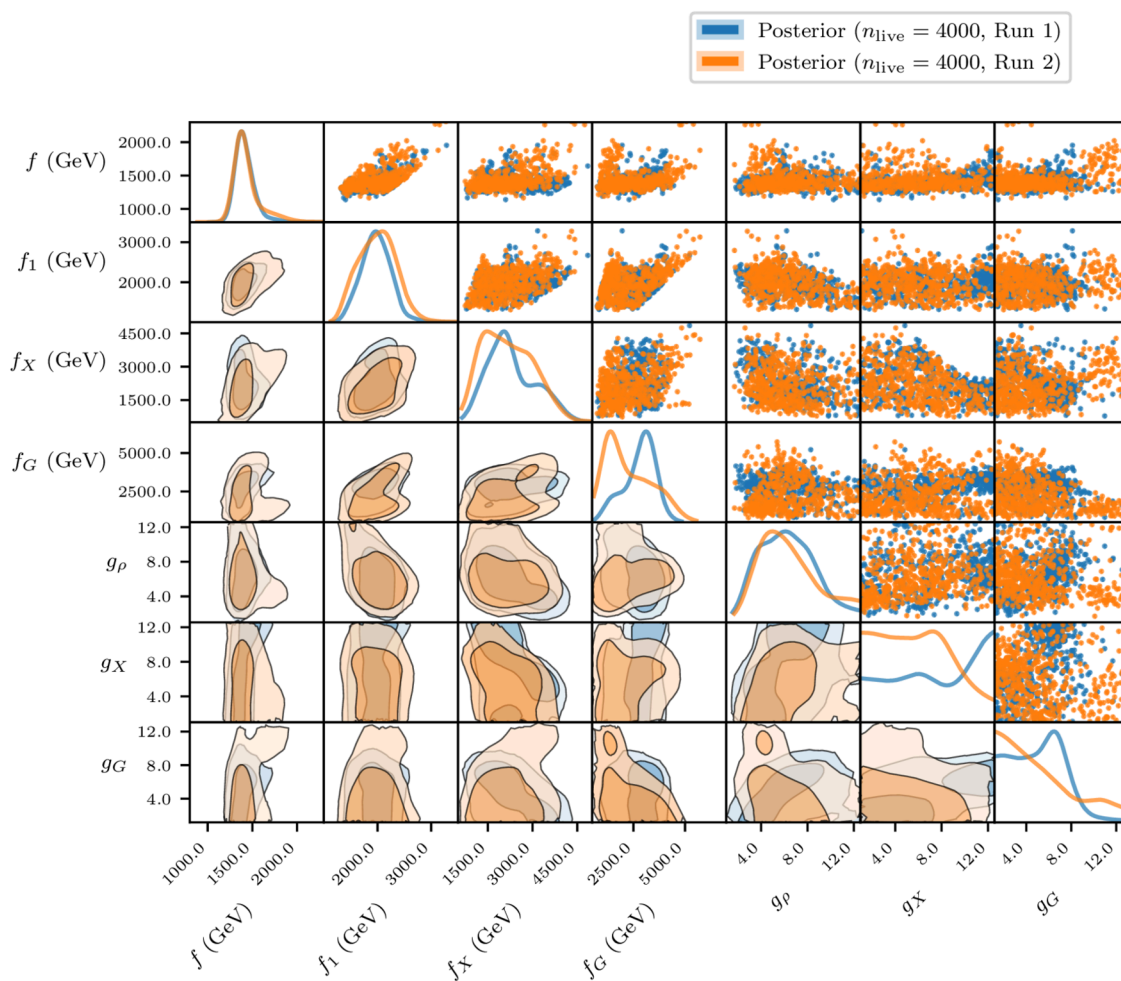 Posterior (n_live = 4000, Run 1)
Posterior (n_live = 4000, Run 2)
f (GeV)
2000.0
1500.0
1000.0
f_1 (GeV)
3000.0
2000.0
f_X (GeV)
4500.0
3000.0
1500.0
f_G (GeV)
5000.0
2500.0
g_ρ
12.0
8.0
4.0
g_X
12.0
8.0
4.0
g_G
12.0
8.0
4.0
1000.0 1500.0 2000.0 2000.0 3000.0 1500.0 3000.0 4500.0 2500.0 5000.0 4.0 8.0 12.0 4.0 8.0 12.0 4.0 8.0 12.0
f (GeV) f_1 (GeV) f_X (GeV) f_G (GeV) g_ρ g_X g_G